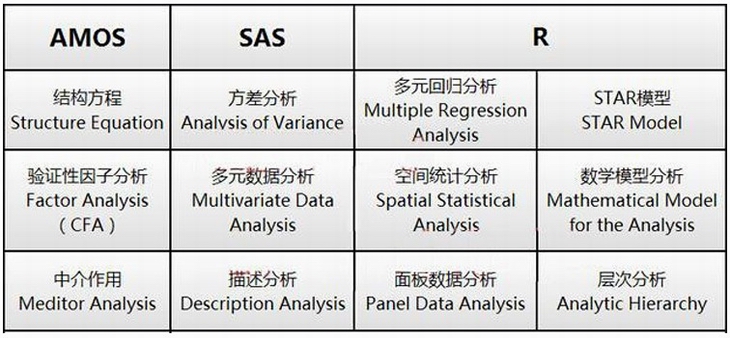 AMOS
SAS
R
结构方程
Structure Equation
方差分析
Analysis of Variance
多元回归分析
Multiple Regression
Analysis
STAR模型
STAR Model
验证性因子分析
Factor Analysis
(CFA)
多元数据分析
Multivariate Data
Analysis
空间统计分析
Spatial Statistical
Analysis
数学模型分析
Mathematical Model
for the Analysis
中介作用
Meditor Analysis
描述分析
Description Analysis
面板数据分析
Panel Data Analysis
层次分析
Analytic Hierarchy